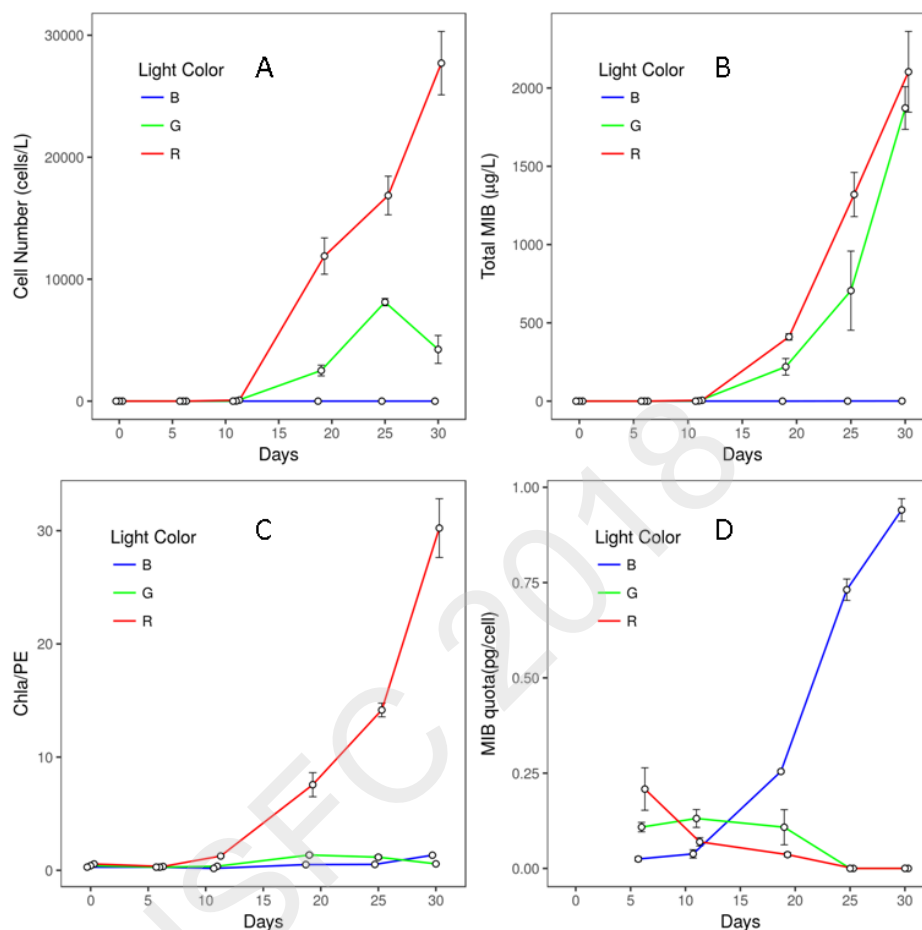 A
Light Color
B
G
R
Cell Number (cells/L)
30000
20000
10000
0
0 5 10 15 20 25 30
Days
B
Light Color
B
G
R
Total MIB (µg/L)
2000
1500
1000
500
0
0 5 10 15 20 25 30
Days
C
Light Color
B
G
R
Chla/PE
30
20
10
0
0 5 10 15 20 25 30
Days
D
Light Color
B
G
R
MIB quota(pg/cell)
1.00
0.75
0.50
0.25
0.00
0 5 10 15 20 25 30
Days
NSFC 2018